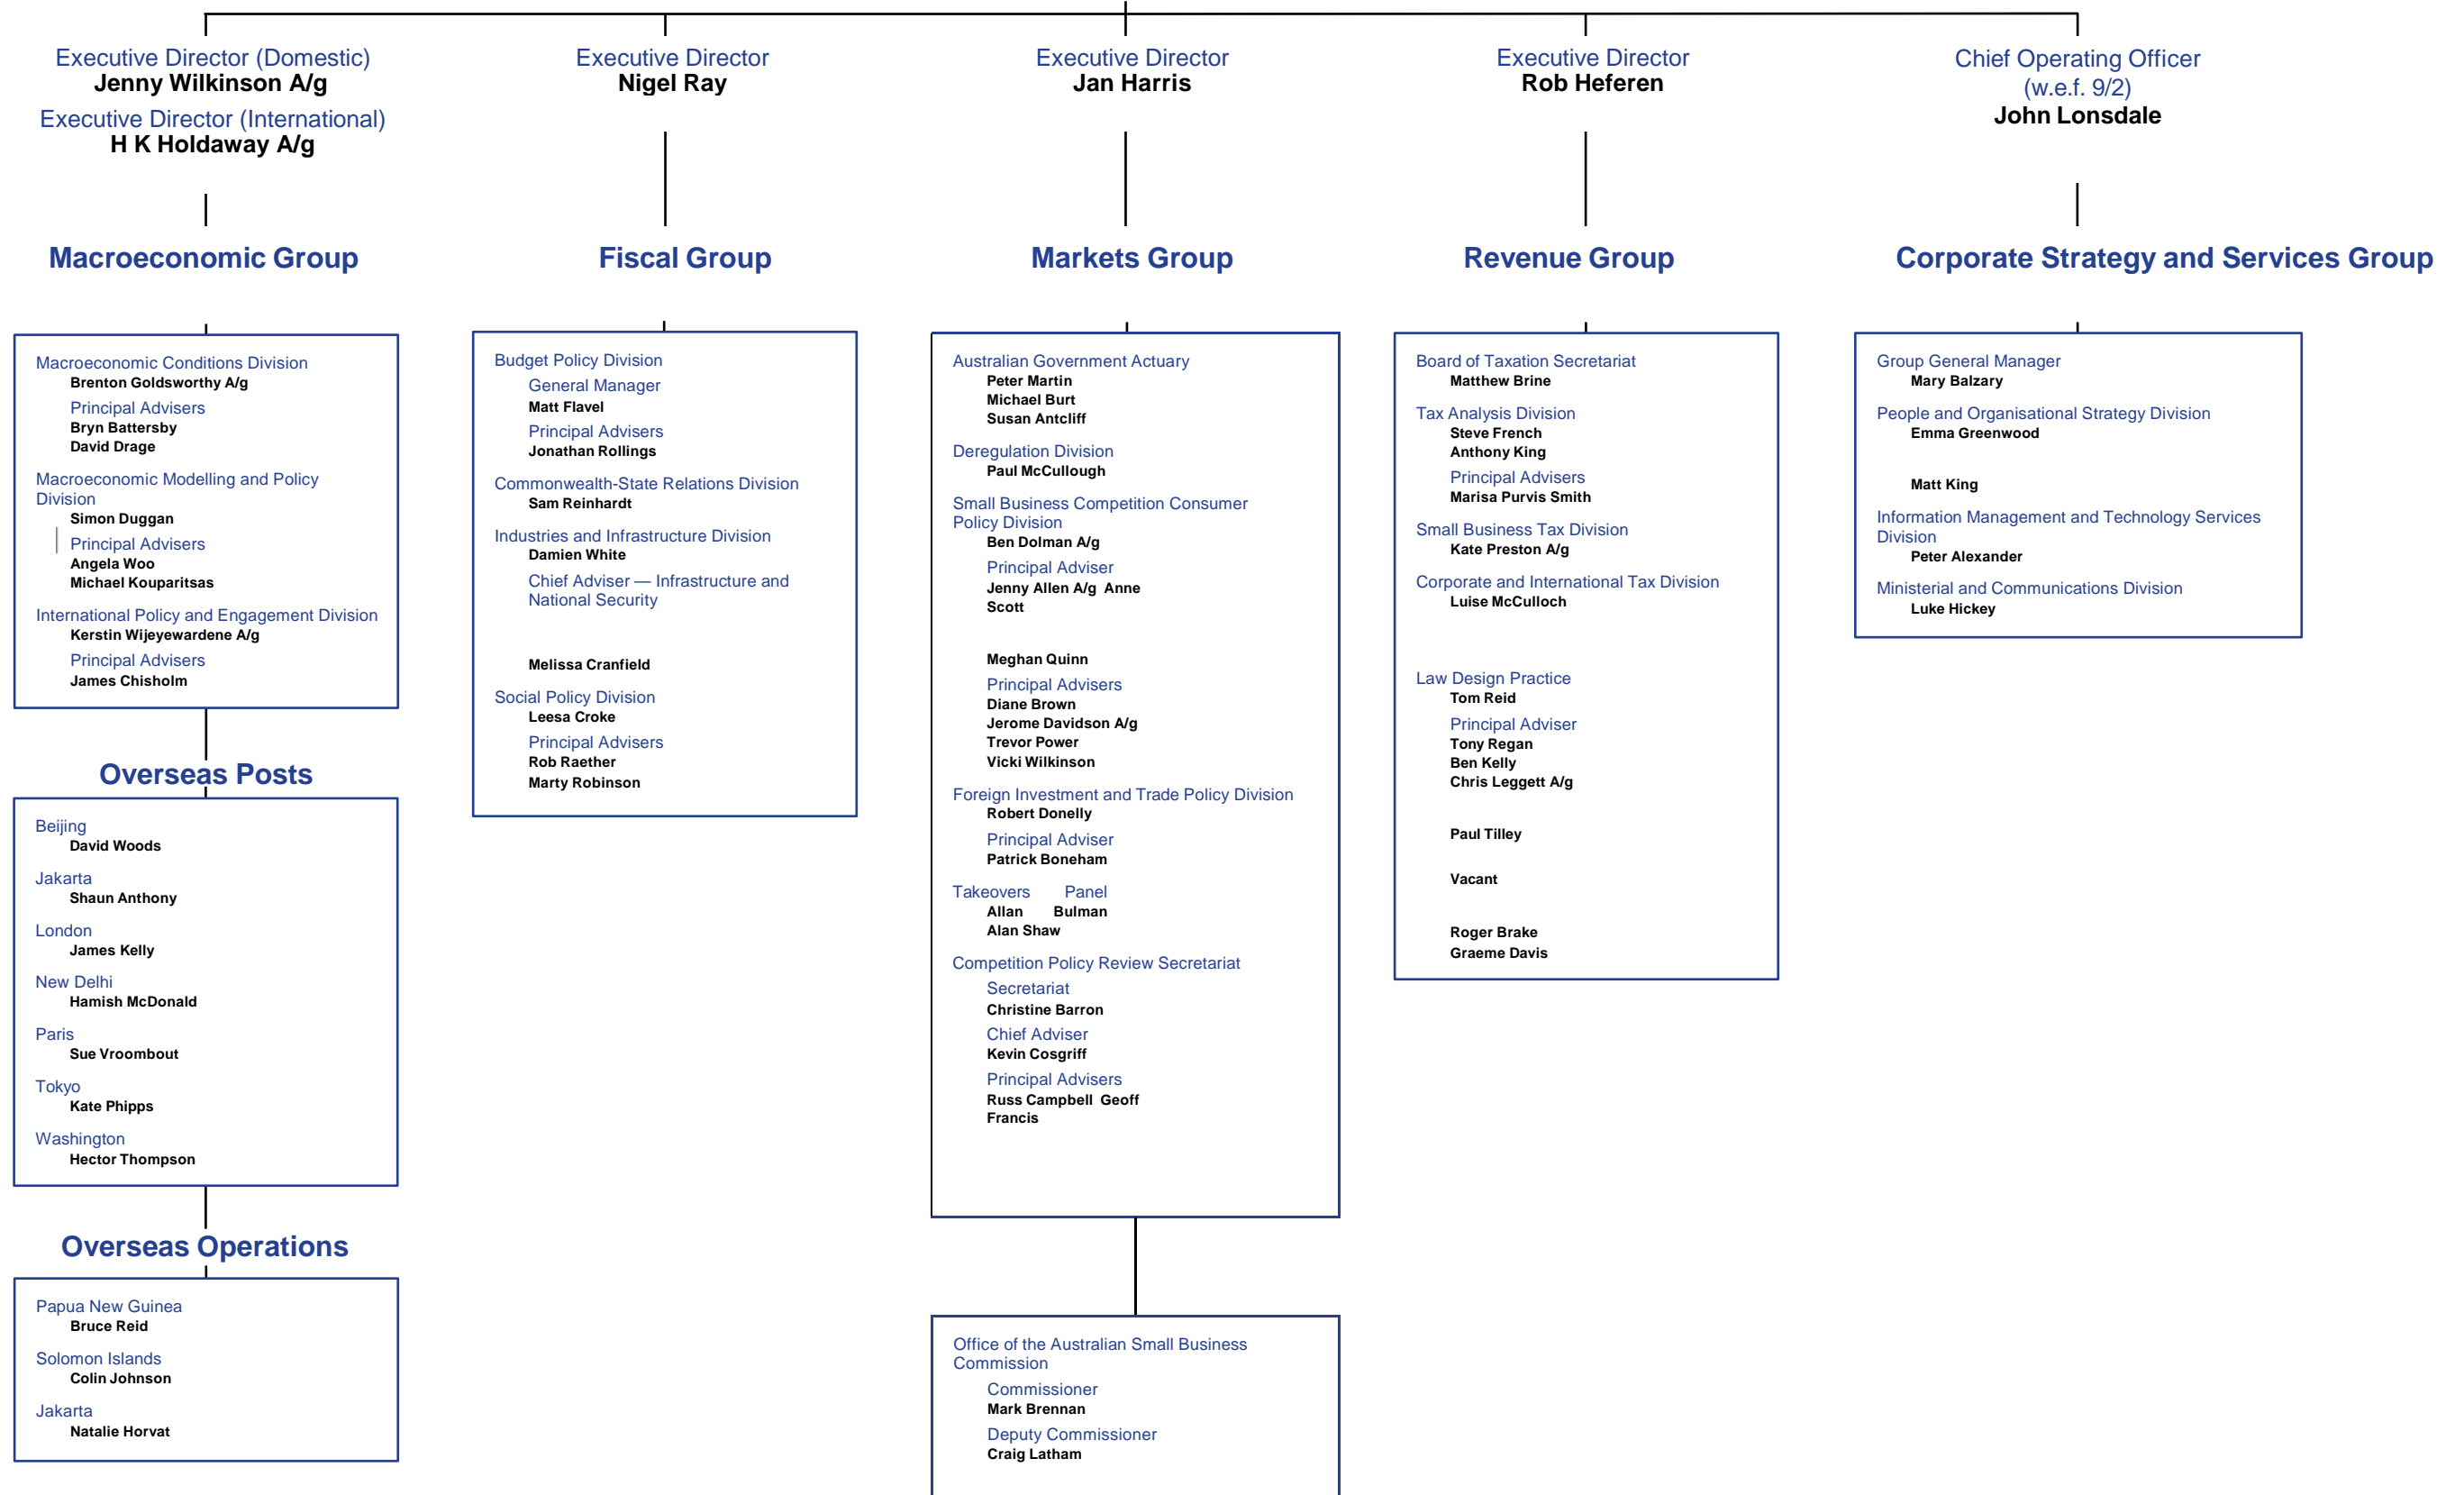 Executive Director (Domestic)
Jenny Wilkinson A/g
Executive Director (International)
H K Holdaway A/g
Macroeconomic Group
Macroeconomic Conditions Division
Brenton Goldsworthy A/g
Principal Advisers
Bryn Battersby
David Drage
Macroeconomic Modelling and Policy
Division
Simon Duggan
Principal Advisers
Angela Woo
Michael Kouparitsas
International Policy and Engagement Division
Kerstin Wijeyewardene A/g
Principal Advisers
James Chisholm
Overseas Posts
Beijing
David Woods
Jakarta
Shaun Anthony
London
James Kelly
New Delhi
Hamish McDonald
Paris
Sue Vroombout
Tokyo
Kate Phipps
Washington
Hector Thompson
Overseas Operations
Papua New Guinea
Bruce Reid
Solomon Islands
Colin Johnson
Jakarta
Natalie Horvat
Executive Director
Nigel Ray
Fiscal Group
Budget Policy Division
General Manager
Matt Flavel
Principal Advisers
Jonathan Rollings
Commonwealth-State Relations Division
Sam Reinhardt
Industries and Infrastructure Division
Damien White
Chief Adviser — Infrastructure and
National Security
Melissa Cranfield
Social Policy Division
Leesa Croke
Principal Advisers
Rob Raether
Marty Robinson
Executive Director
Jan Harris
Markets Group
Australian Government Actuary
Peter Martin
Michael Burt
Susan Antcliff
Deregulation Division
Paul McCullough
Small Business Competition Consumer
Policy Division
Ben Dolman A/g
Principal Adviser
Jenny Allen A/g Anne
Scott
Meghan Quinn
Principal Advisers
Diane Brown
Jerome Davidson A/g
Trevor Power
Vicki Wilkinson
Foreign Investment and Trade Policy Division
Robert Donelly
Principal Adviser
Patrick Boneham
Takeovers Panel
Allan Bulman
Alan Shaw
Competition Policy Review Secretariat
Secretariat
Christine Barron
Chief Adviser
Kevin Cosgriff
Principal Advisers
Russ Campbell Geoff
Francis
Office of the Australian Small Business
Commission
Commissioner
Mark Brennan
Deputy Commissioner
Craig Latham
Executive Director
Rob Heferen
Revenue Group
Board of Taxation Secretariat
Matthew Brine
Tax Analysis Division
Steve French
Anthony King
Principal Advisers
Marisa Purvis Smith
Small Business Tax Division
Kate Preston A/g
Corporate and International Tax Division
Luise McCulloch
Law Design Practice
Tom Reid
Principal Adviser
Tony Regan
Ben Kelly
Chris Leggett A/g
Paul Tilley
Vacant
Roger Brake
Graeme Davis
Chief Operating Officer
(w.e.f. 9/2)
John Lonsdale
Corporate Strategy and Services Group
Group General Manager
Mary Balzary
People and Organisational Strategy Division
Emma Greenwood
Matt King
Information Management and Technology Services
Division
Peter Alexander
Ministerial and Communications Division
Luke Hickey